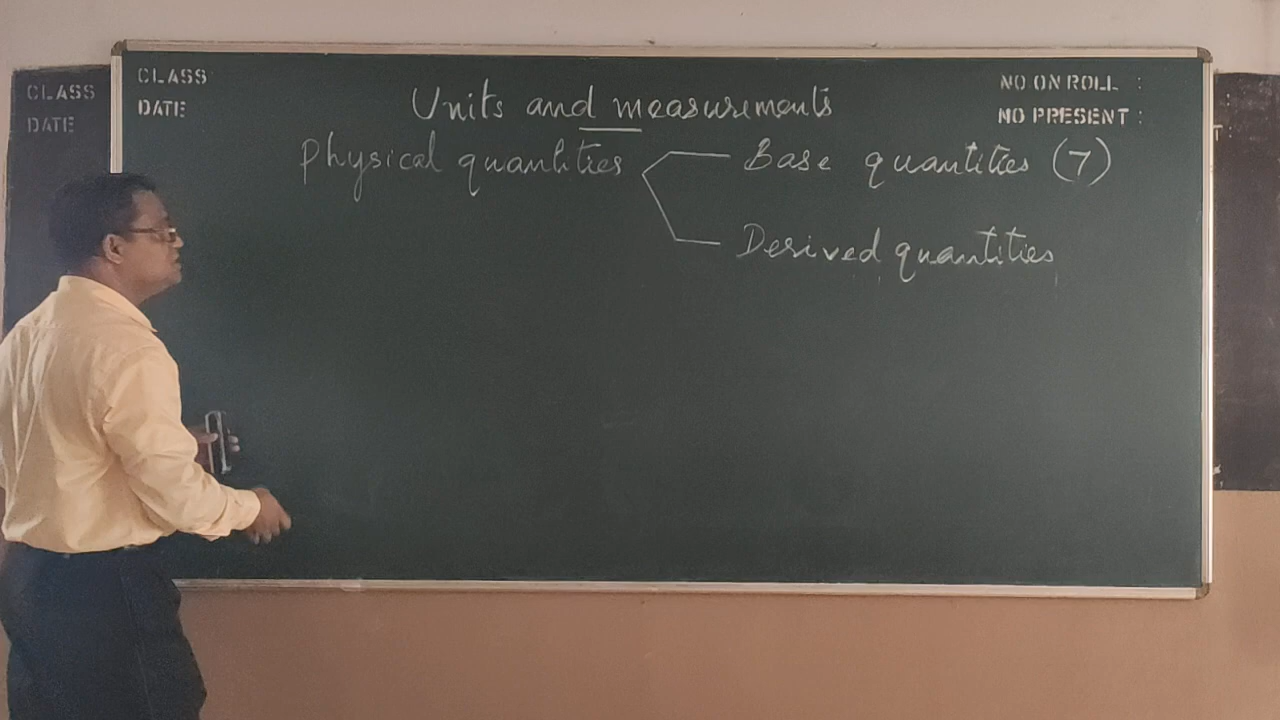 CLASS
DATE
CLASS
DATE
NO ON ROLL :
NO PRESENT :
T :
Units and measurements
Physical quantities
Base quantities (7)
Derived quantities